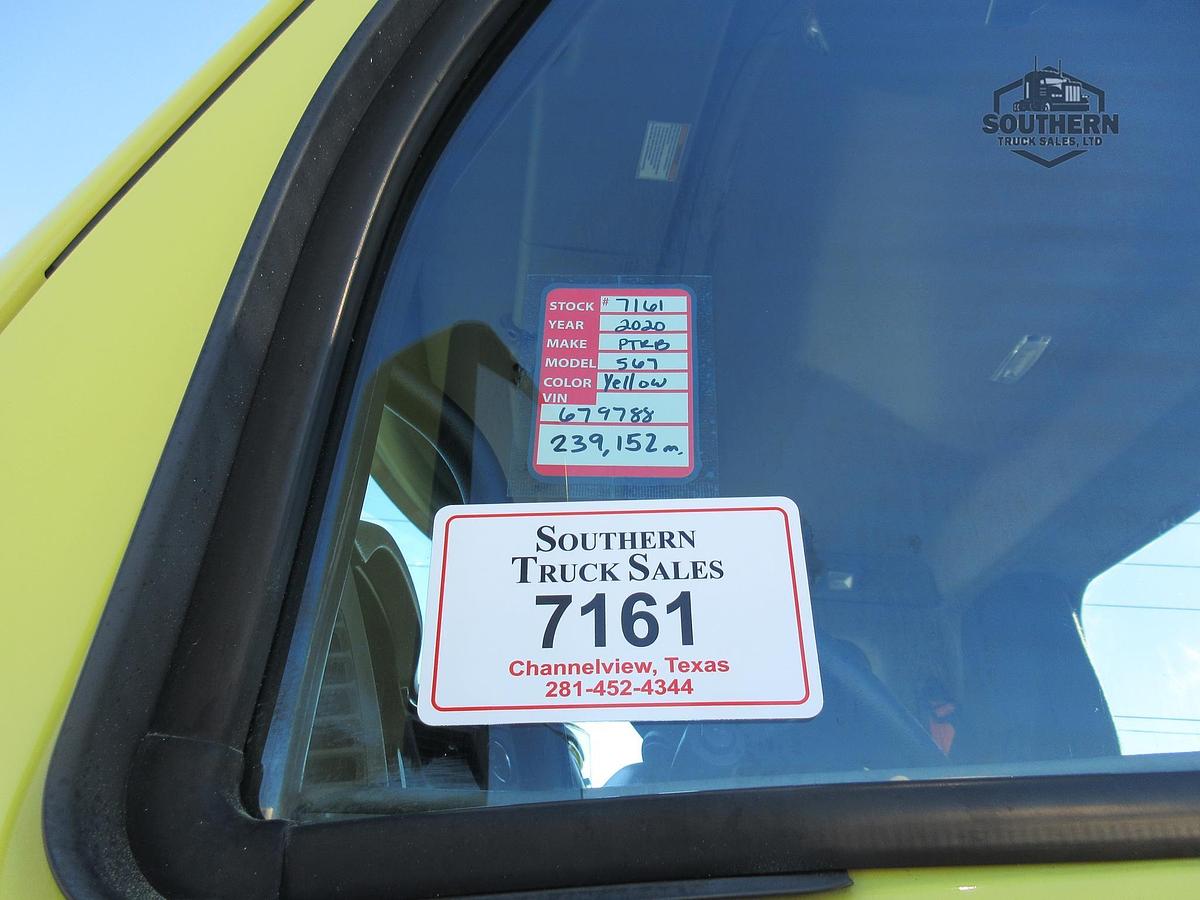 SOUTHERN
TRUCK SALES, LTD
STOCK # 7161
YEAR 2020
MAKE PTRB
MODEL 567
COLOR Yellow
VIN
679788
239,152 m.
SOUTHERN
TRUCK SALES
7161
Channelview, Texas
281-452-4344